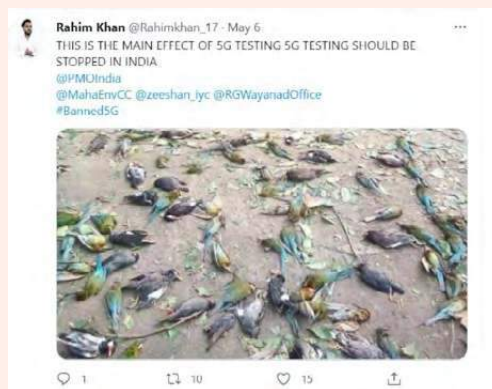 Rahim Khan @Rahimkhan_17 · May 6
THIS IS THE MAIN EFFECT OF 5G TESTING 5G TESTING SHOULD BE
STOPPED IN INDIA
@PMOIndia
@MahaEnvCC @zeeshan_iyc @RGWayanadOffice
#Banned5G
1 10 15